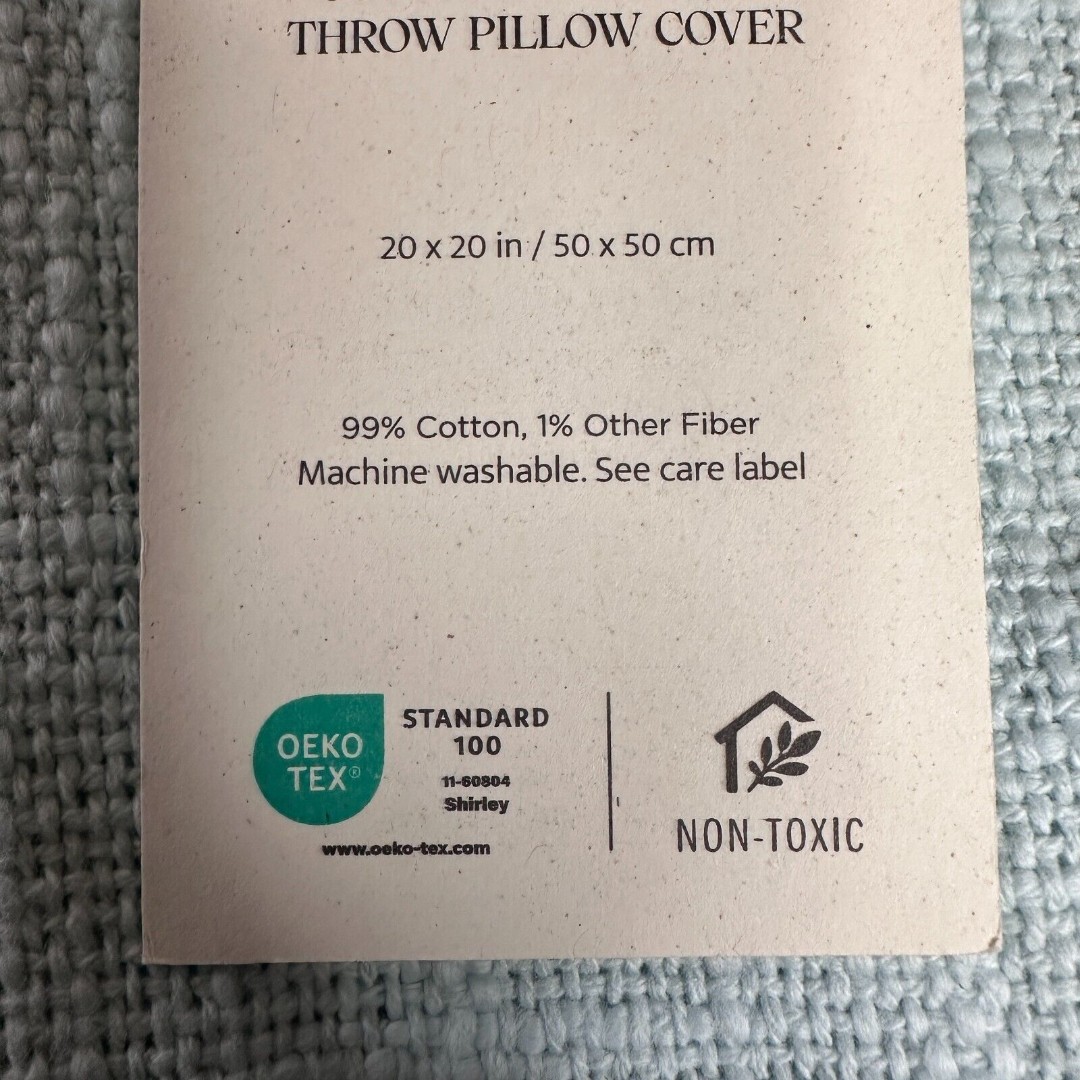 THROW PILLOW COVER
20 x 20 in / 50 x 50 cm
99% Cotton, 1% Other Fiber
Machine washable. See care label
OEKO
TEX®
STANDARD
100
11-60804
Shirley
www.oeko-tex.com
NON-TOXIC